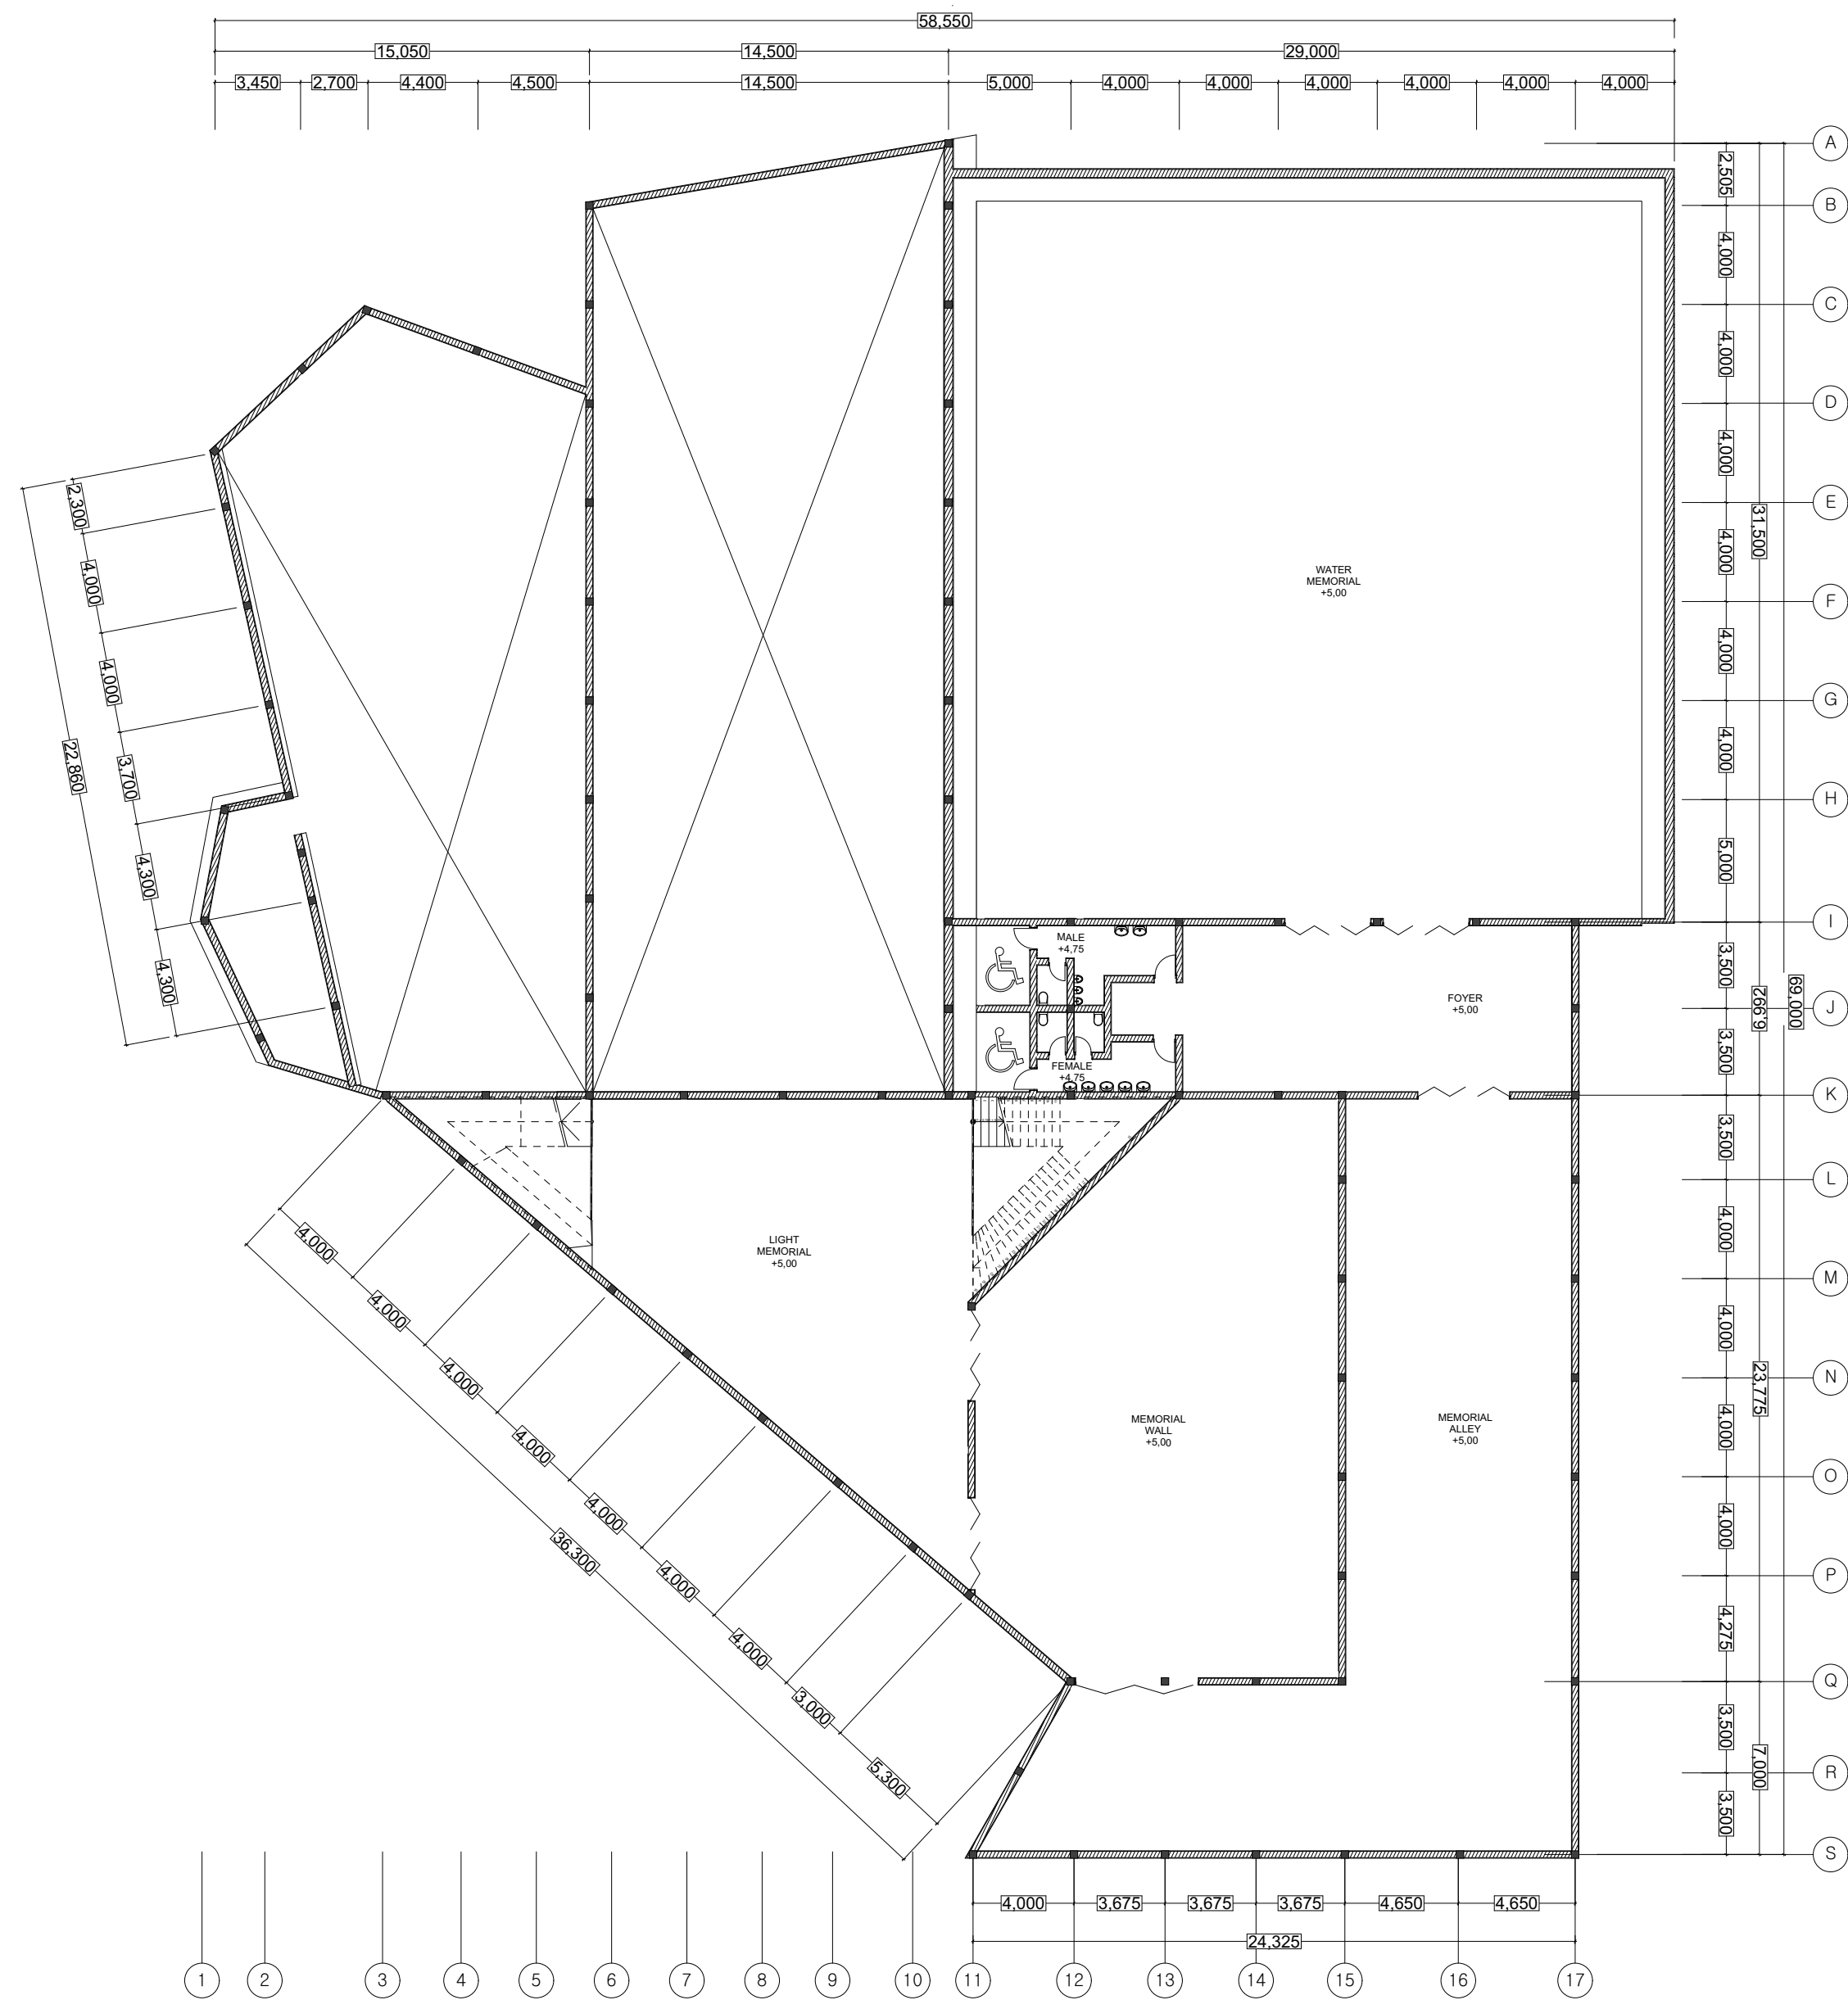 58,550
15,050
14,500
29,000
3,450
2,700
4,400
4,500
14,500
5,000
4,000
4,000
4,000
4,000
4,000
4,000
A
B
C
D
E
F
G
H
I
J
K
L
M
N
O
P
Q
R
S
2,505
4,000
4,000
4,000
4,000
4,000
4,000
5,000
3,500
3,500
3,500
4,000
4,000
4,000
4,000
4,275
3,500
3,500
31,500
6,992
23,775
7,000
69,000
2,300
4,000
4,000
3,700
4,300
4,300
22,860
WATER
MEMORIAL
+5,00
MALE
+4,75
FEMALE
+4,75
FOYER
+5,00
LIGHT
MEMORIAL
+5,00
MEMORIAL
WALL
+5,00
MEMORIAL
ALLEY
+5,00
4,000
4,000
4,000
4,000
4,000
4,000
4,000
3,000
5,300
36,300
4,000
3,675
3,675
3,675
4,650
4,650
24,325
1
2
3
4
5
6
7
8
9
10
11
12
13
14
15
16
17